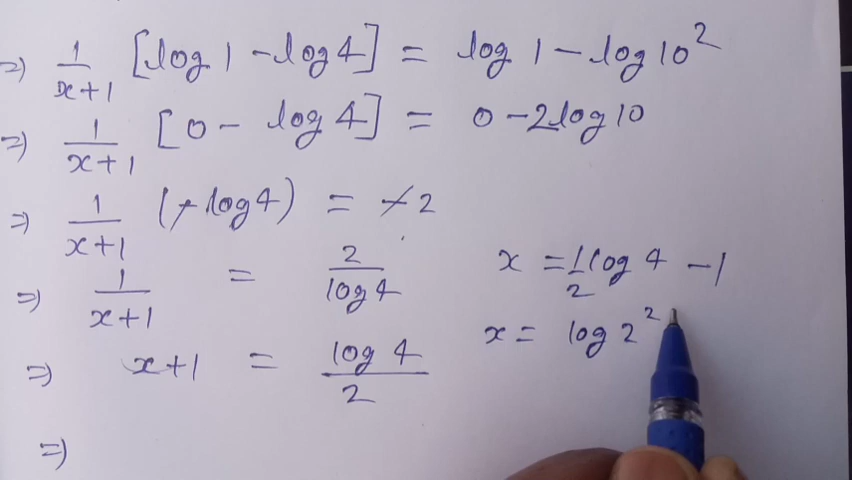 => 1/(x+1) [log 1 - log 4] = log 1 - log 10²
=> 1/(x+1) [0 - log 4] = 0 - 2 log 10
=> 1/(x+1) (- log 4) = - 2
=> 1/(x+1) = 2/log 4
=> x+1 = log 4/2
=>
x = 1/2 log 4 - 1
x = log 2²